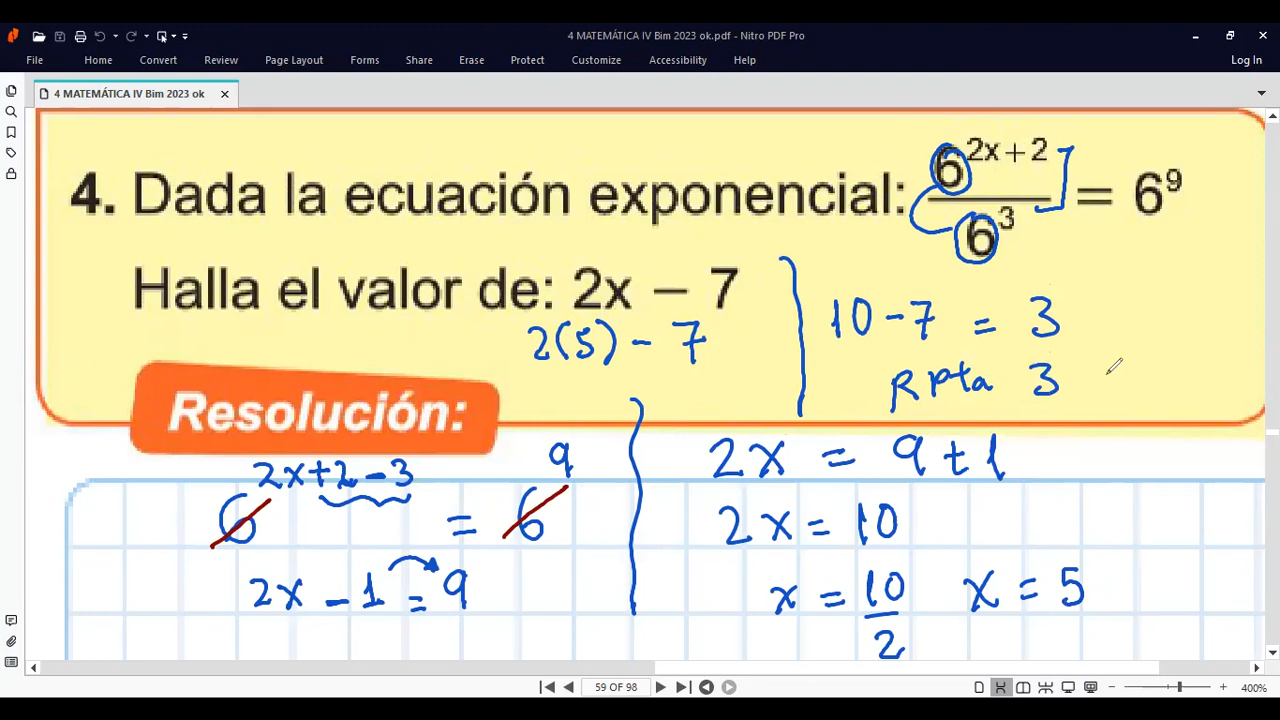 4 MATEMÁTICA IV Bim 2023 ok.pdf - Nitro PDF Pro
File Home Convert Review Page Layout Forms Share Erase Protect Customize Accessibility Help Log In
4 MATEMÁTICA IV Bim 2023 ok
4. Dada la ecuación exponencial: 6^(2x+2) / 6^3 = 6^9
Halla el valor de: 2x – 7
2(5) - 7
10 - 7 = 3
Rpta 3
Resolución:
6^(2x+2-3) = 6^9
2x - 1 = 9
2x = 9 + 1
2x = 10
x = 10/2 x = 5
59 OF 98
400%